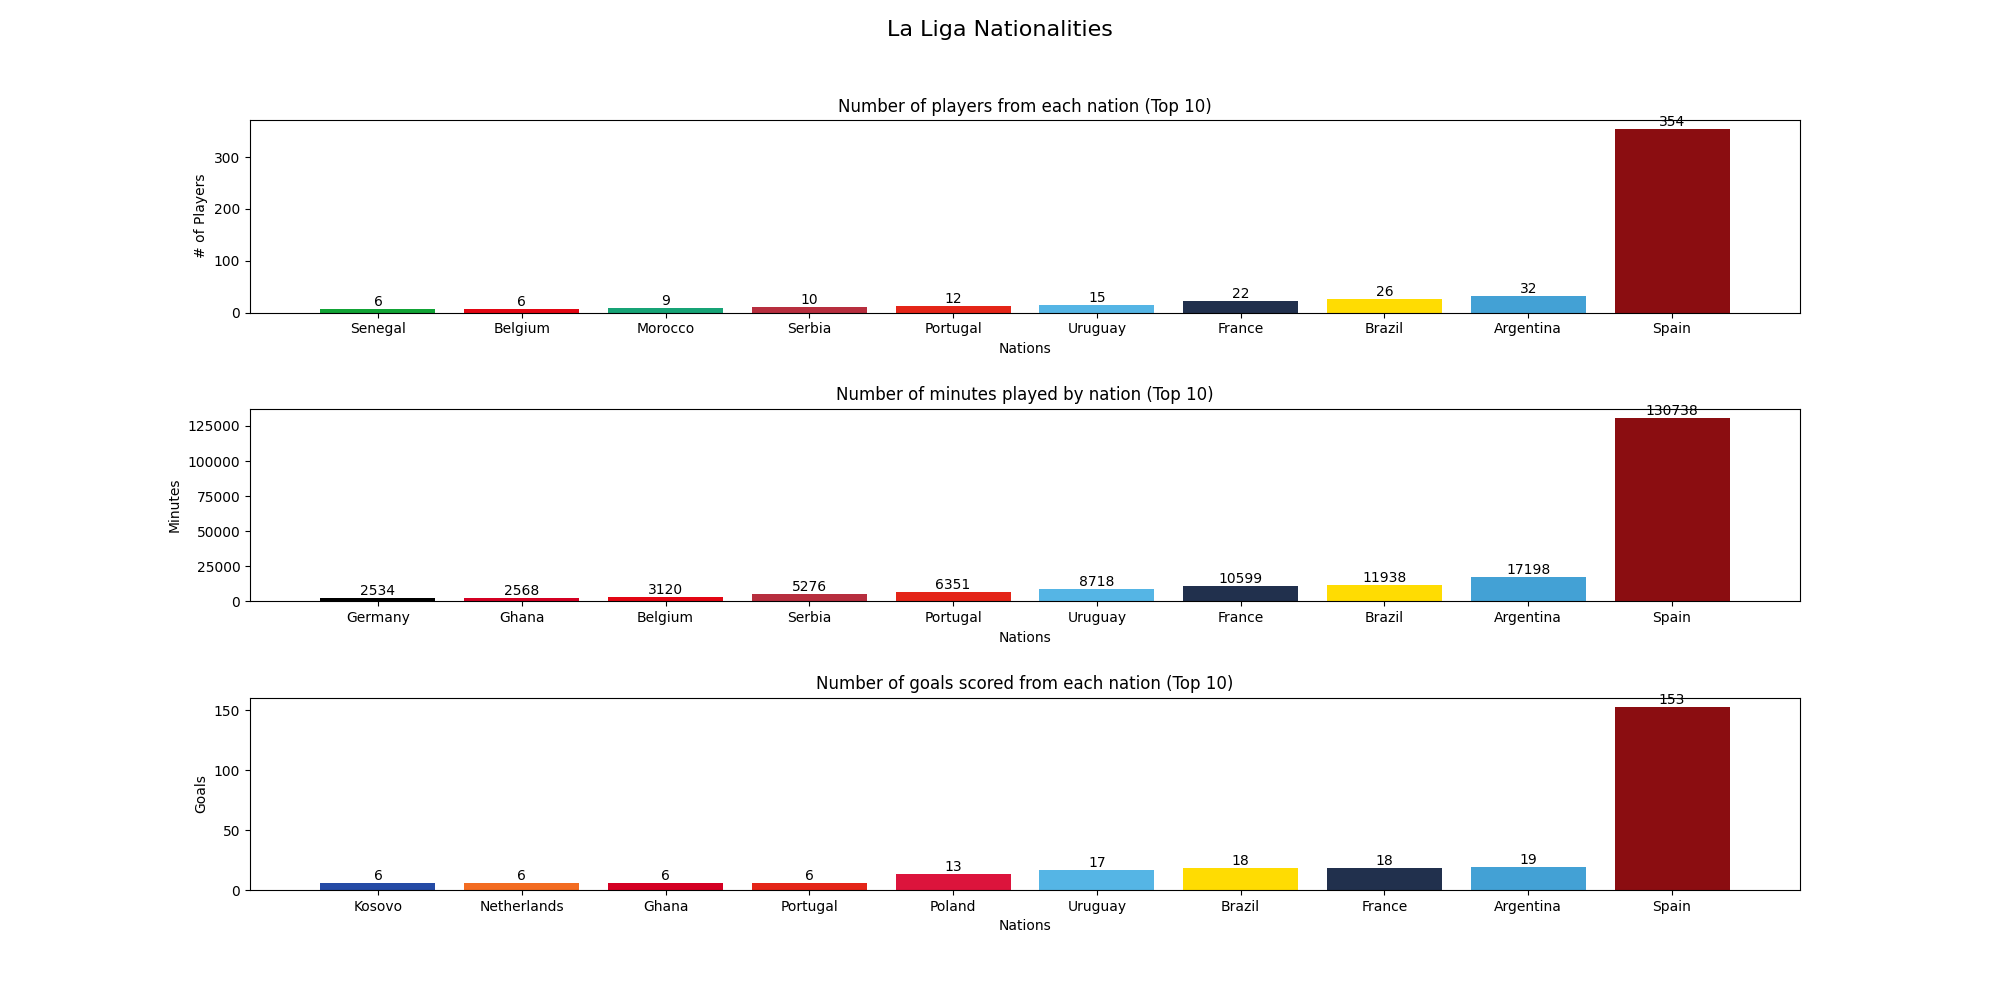 La Liga Nationalities
Number of players from each nation (Top 10)
354
300
200
100
0
# of Players
6 6 9 10 12 15 22 26 32
Senegal Belgium Morocco Serbia Portugal Uruguay France Brazil Argentina Spain
Nations
Number of minutes played by nation (Top 10)
130738
125000
100000
75000
50000
25000
0
Minutes
2534 2568 3120 5276 6351 8718 10599 11938 17198
Germany Ghana Belgium Serbia Portugal Uruguay France Brazil Argentina Spain
Nations
Number of goals scored from each nation (Top 10)
153
150
100
50
0
Goals
6 6 6 6 13 17 18 18 19
Kosovo Netherlands Ghana Portugal Poland Uruguay Brazil France Argentina Spain
Nations